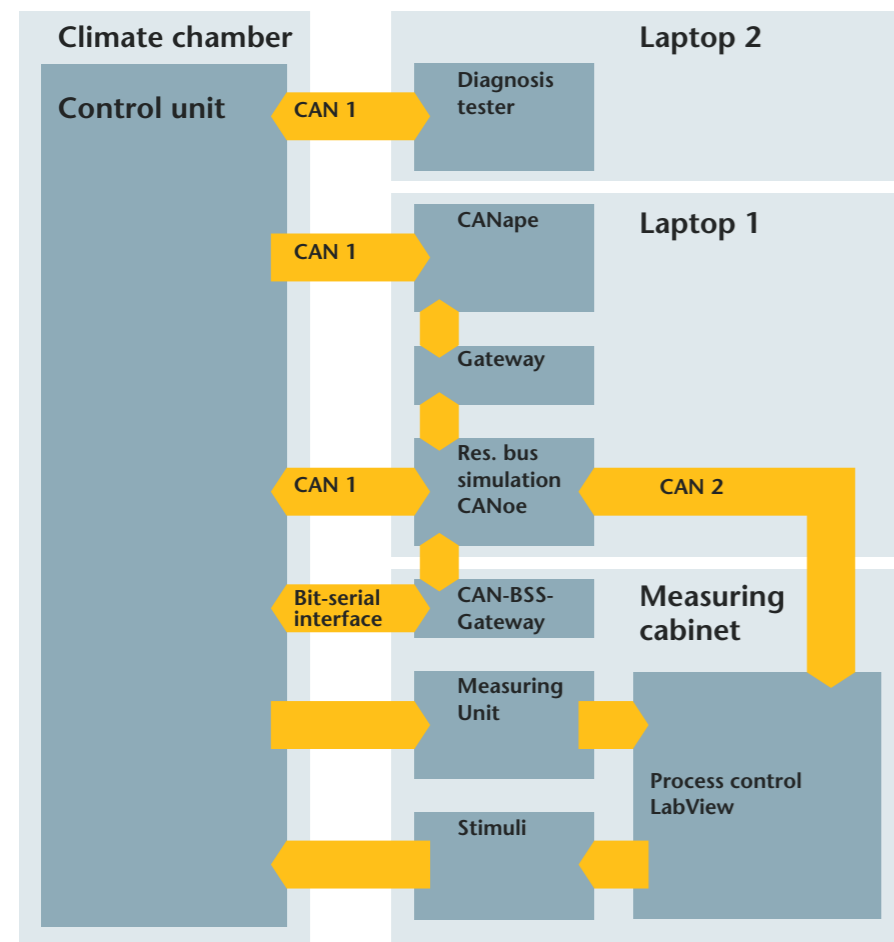 Climate chamber
Control unit
Laptop 2
CAN 1
Diagnosis
tester
Laptop 1
CAN 1
CANape
Gateway
CAN 1
Res. bus
simulation
CANoe
CAN 2
Bit-serial
interface
CAN-BSS-
Gateway
Measuring
cabinet
Measuring
Unit
Process control
LabView
Stimuli